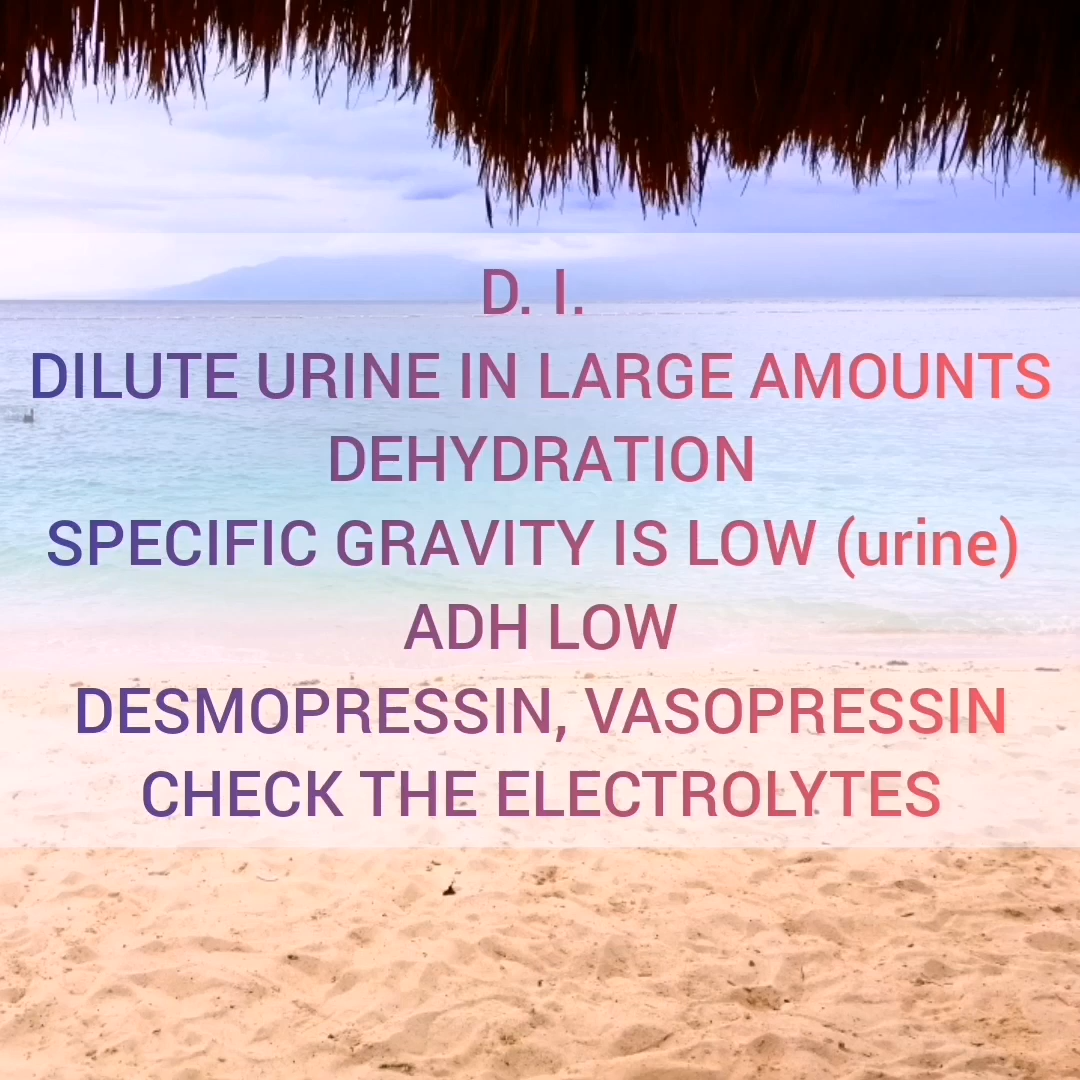 D. I.
DILUTE URINE IN LARGE AMOUNTS
DEHYDRATION
SPECIFIC GRAVITY IS LOW (urine)
ADH LOW
DESMOPRESSIN, VASOPRESSIN
CHECK THE ELECTROLYTES